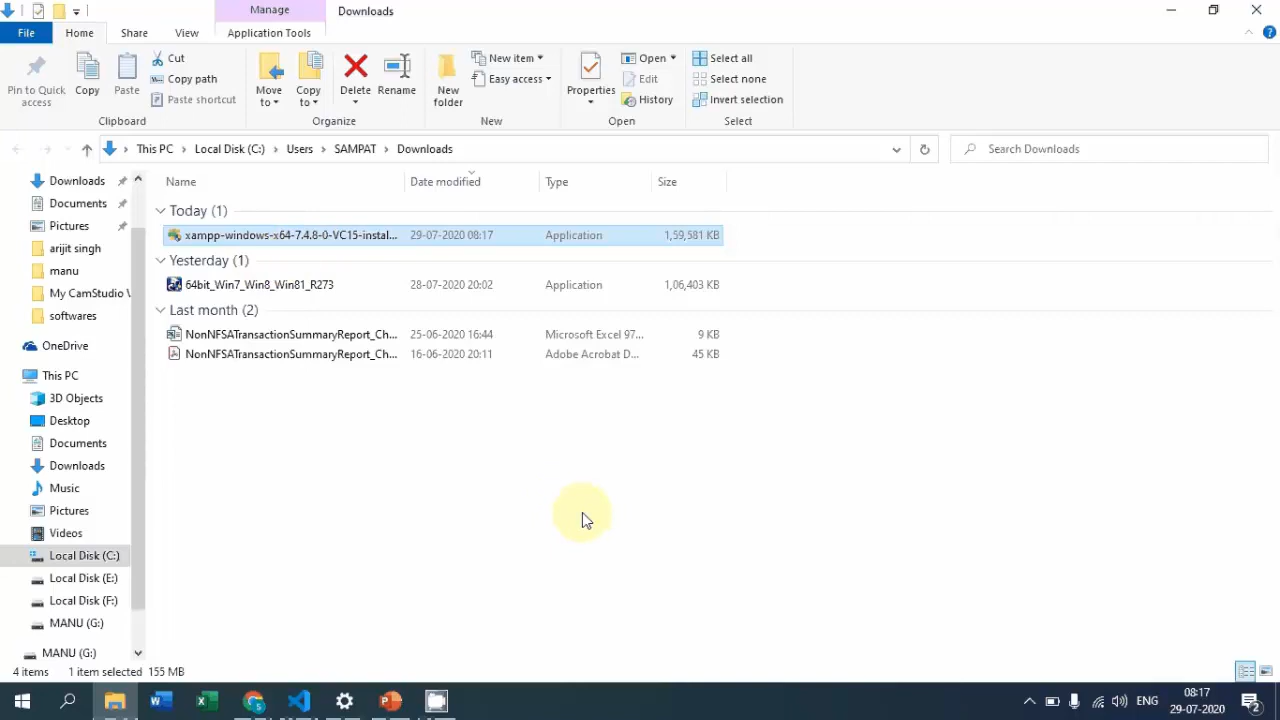 Manage
Downloads
File
Home
Share
View
Application Tools
Pin to Quick access
Copy
Paste
Cut
Copy path
Paste shortcut
Clipboard
Move to
Copy to
Delete
Rename
Organize
New folder
New item
Easy access
New
Properties
Open
Edit
History
Open
Select all
Select none
Invert selection
Select
This PC
Local Disk (C:)
Users
SAMPAT
Downloads
Search Downloads
Name
Date modified
Type
Size
Today (1)
xampp-windows-x64-7.4.8-0-VC15-instal... 29-07-2020 08:17 Application 1,59,581 KB
Yesterday (1)
64bit_Win7_Win8_Win81_R273 28-07-2020 20:02 Application 1,06,403 KB
Last month (2)
NonNFSATransactionSummaryReport_Ch... 25-06-2020 16:44 Microsoft Excel 97... 9 KB
NonNFSATransactionSummaryReport_Ch... 16-06-2020 20:11 Adobe Acrobat D... 45 KB
Downloads
Documents
Pictures
arijit singh
manu
My CamStudio
softwares
OneDrive
This PC
3D Objects
Desktop
Documents
Downloads
Music
Pictures
Videos
Local Disk (C:)
Local Disk (E:)
Local Disk (F:)
MANU (G:)
MANU (G:)
4 items
1 item selected 155 MB
ENG
08:17
29-07-2020
2